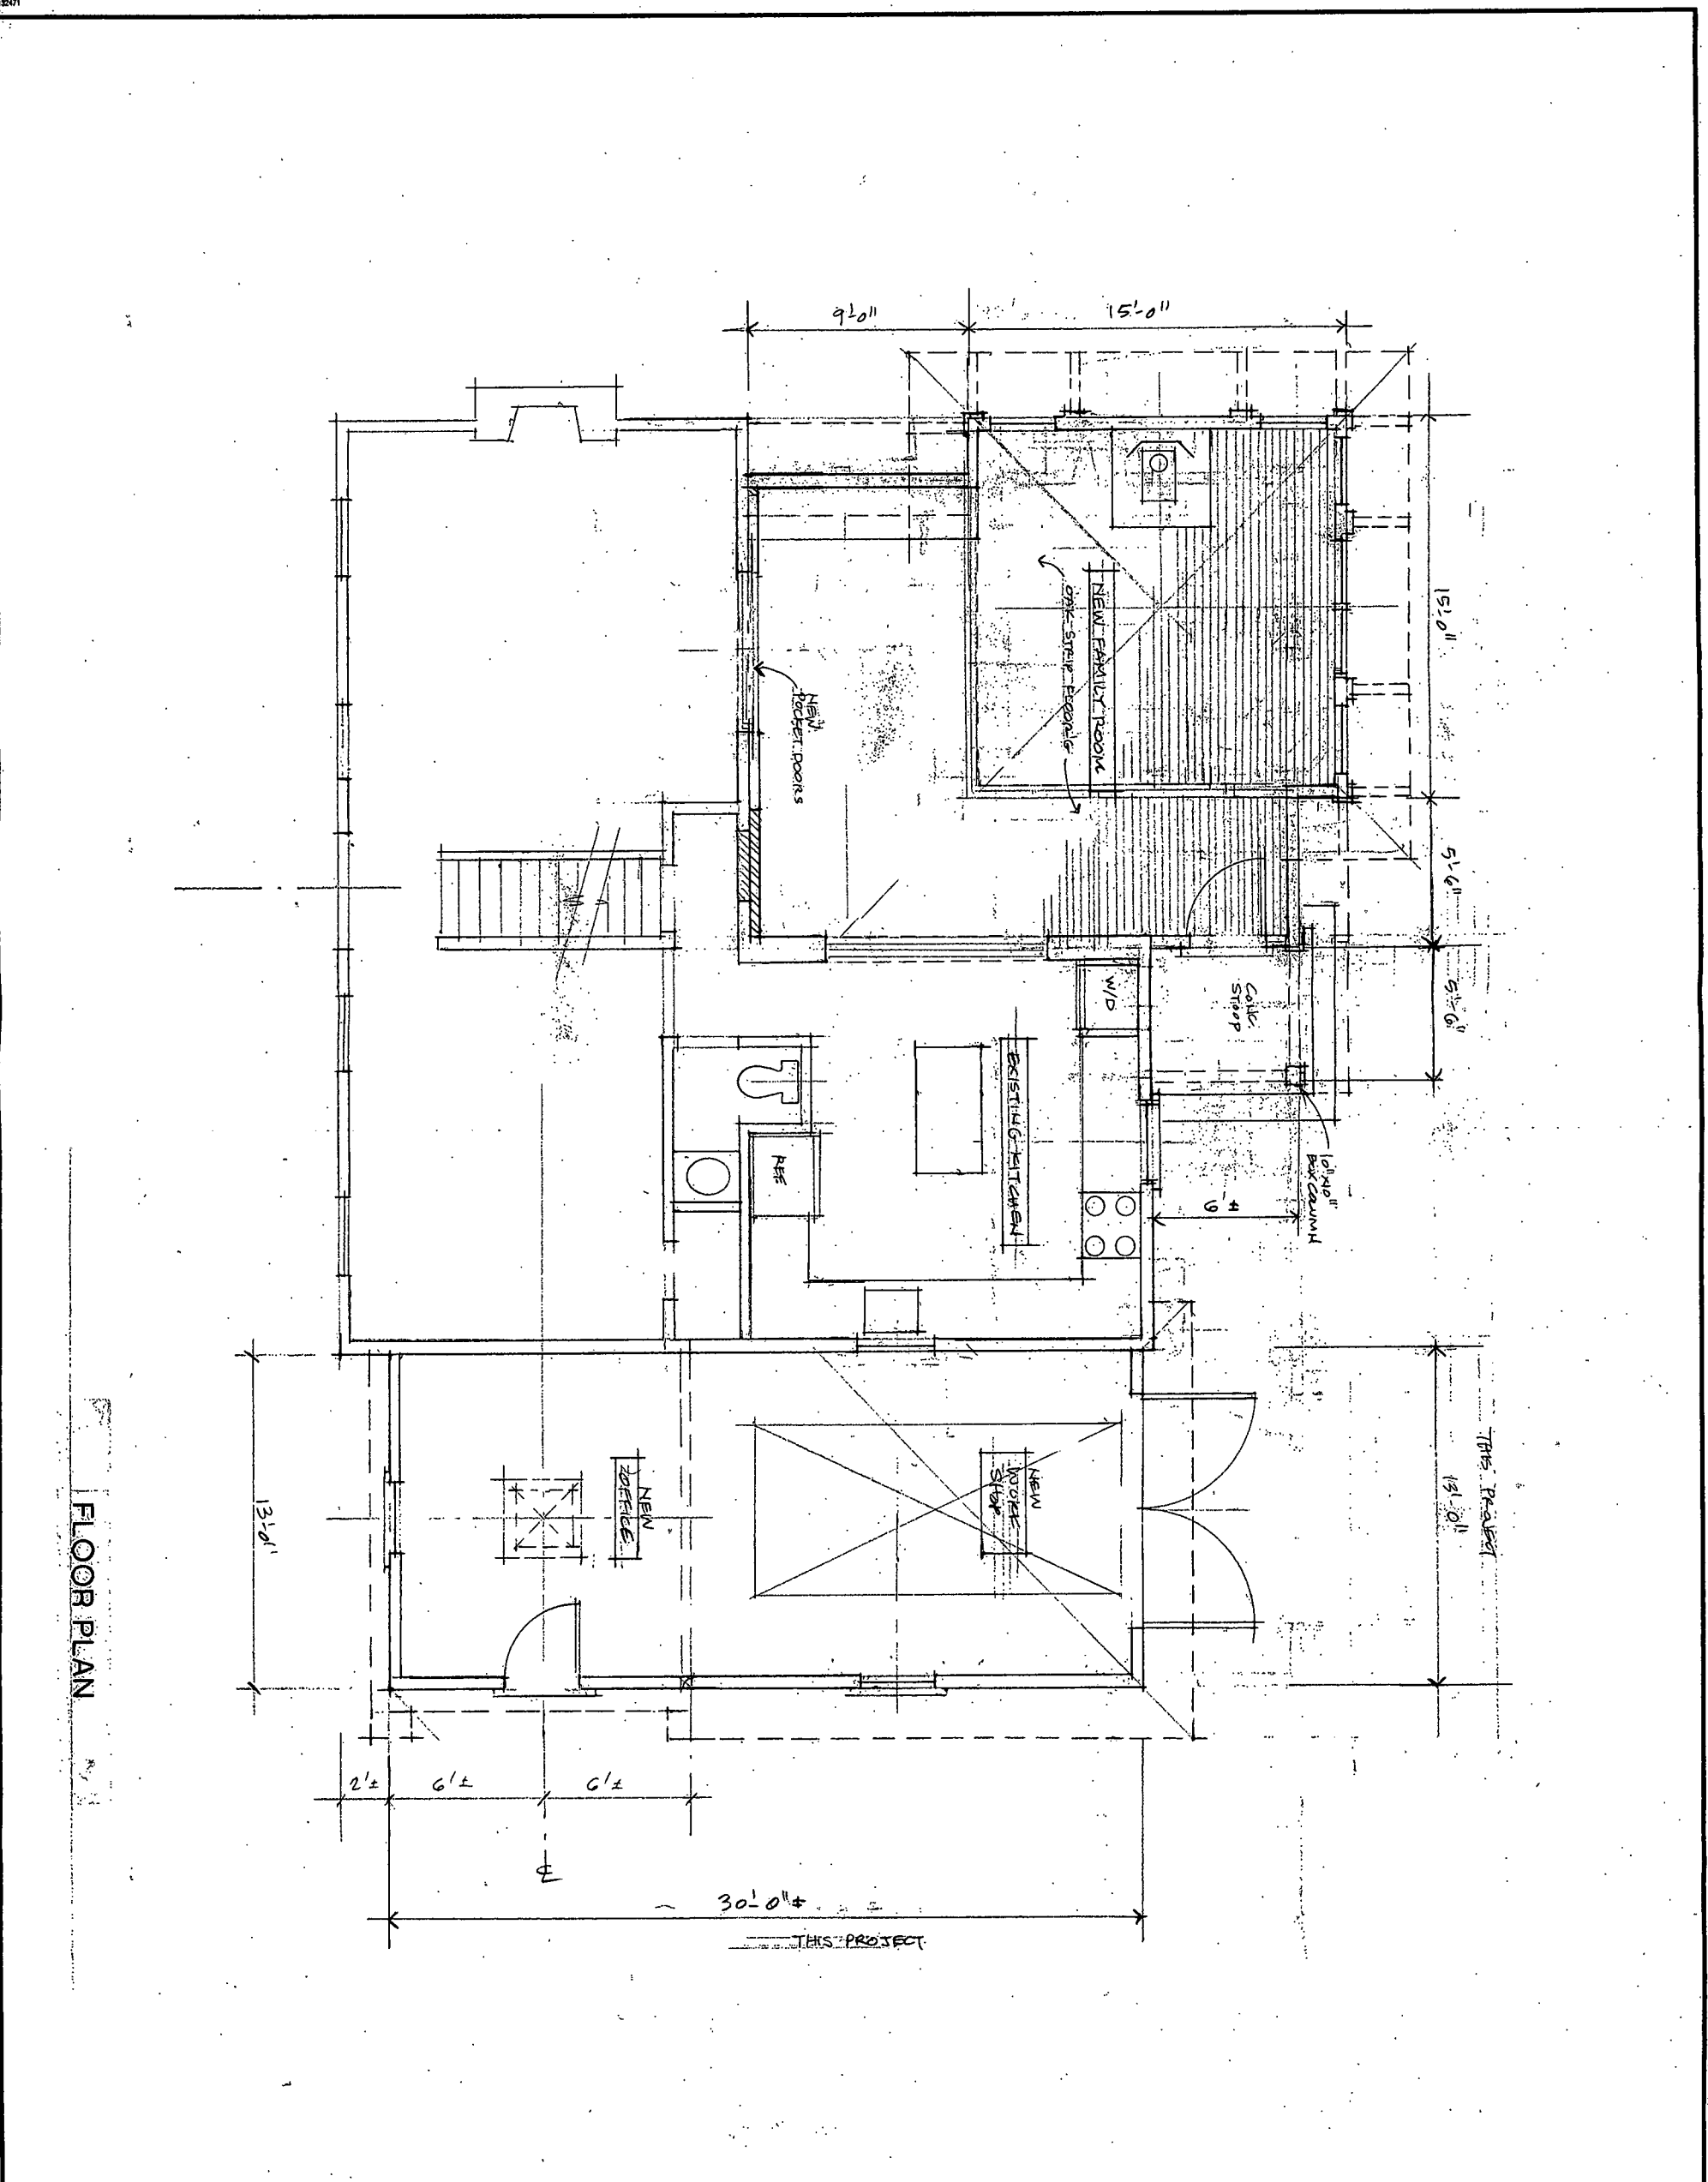 32471
9'-0"
15'-0"
15'-0"
5'-6"
5'-6"
NEW FAMILY ROOM
OAK STRIP FLOOR'G
NEW
POCKET DOORS
W/D
CONC
STOOP
10"x10"
BOX COLUMN
6'±
EXISTING KITCHEN
REF
THIS PROJECT
13'-0"
NEW
WORK
SHOP
NEW
OFFICE
13'-0"
2'±
6'±
6'±
30'-0"±
THIS PROJECT
FLOOR PLAN